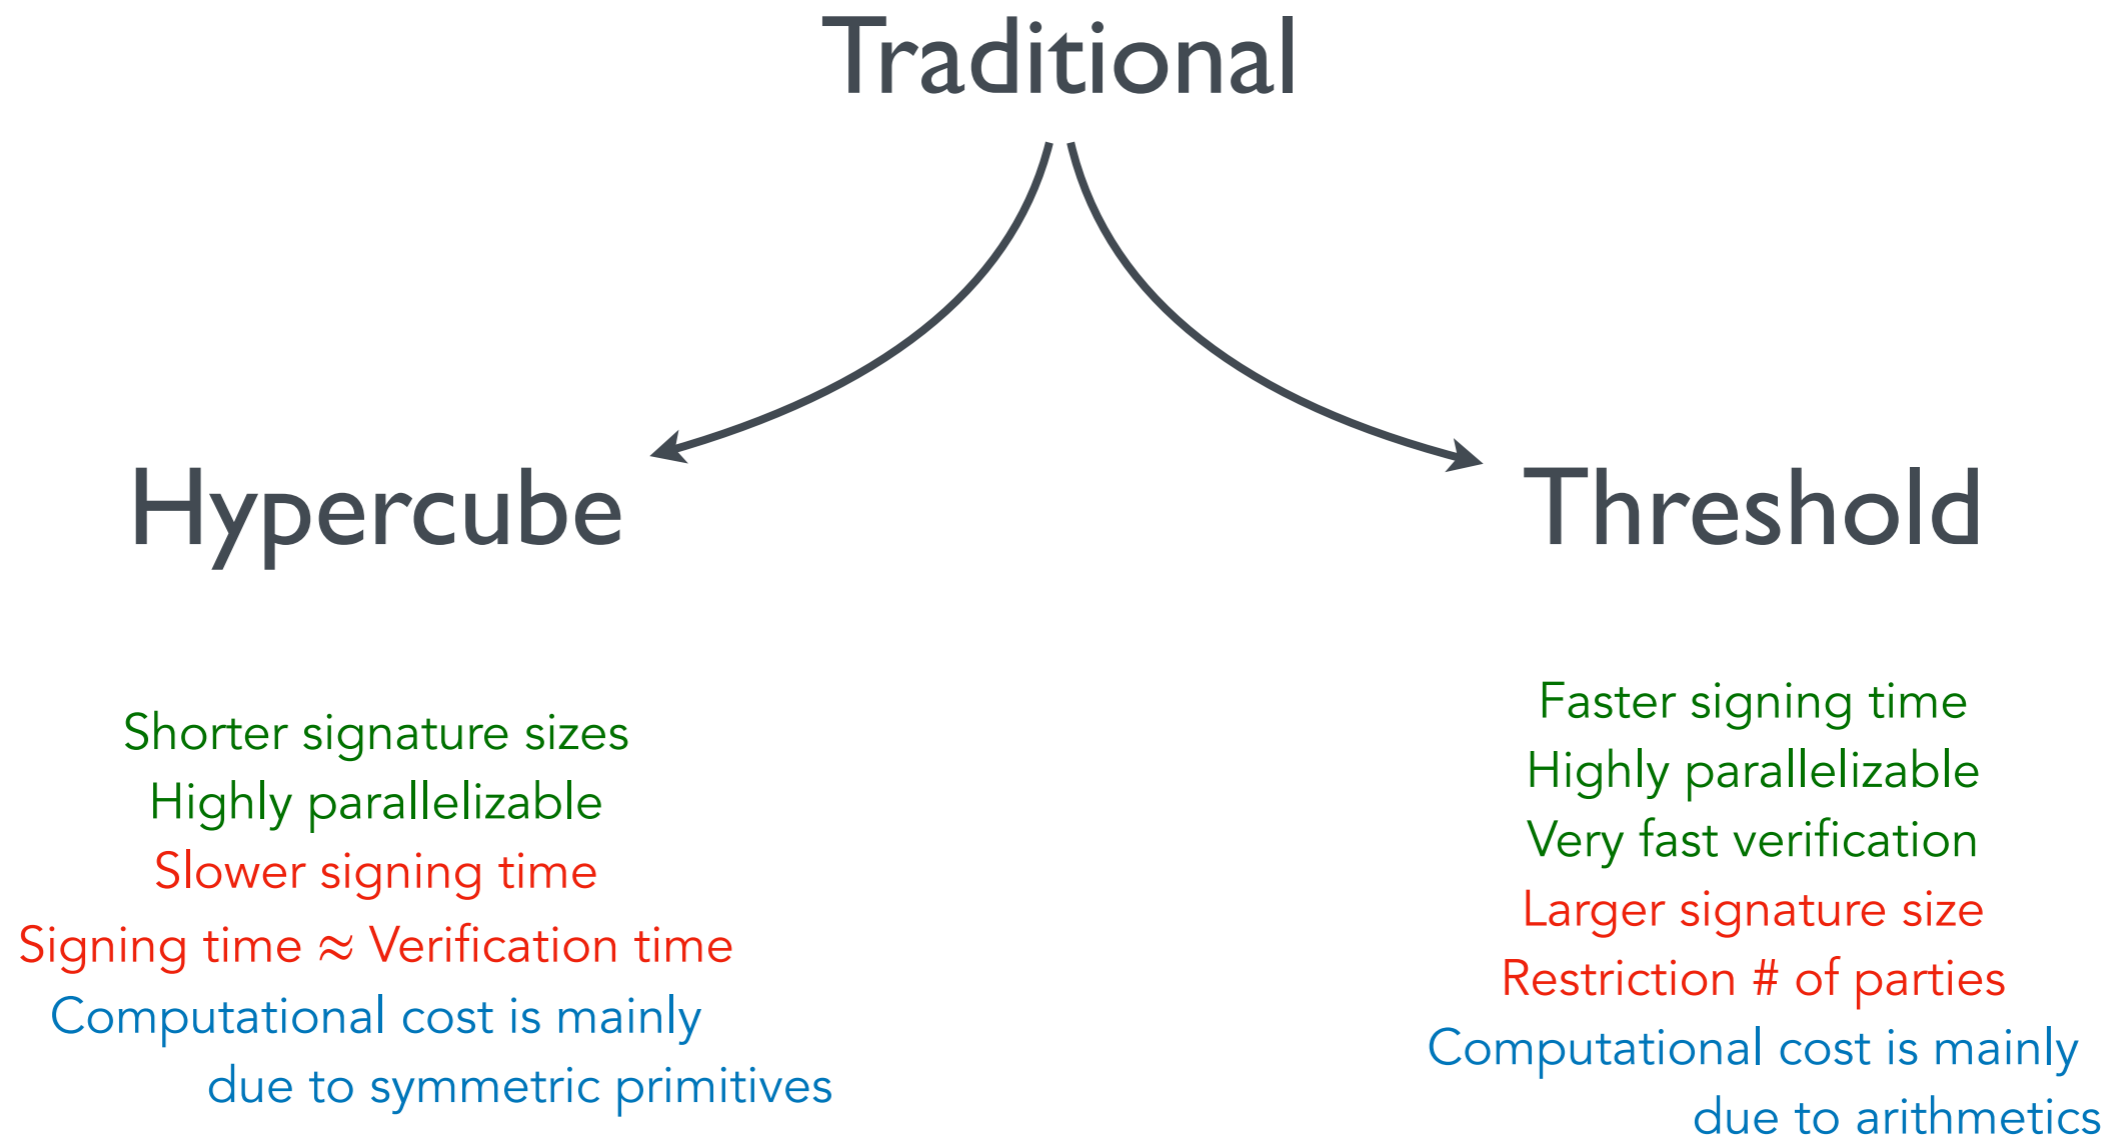 Traditional
Hypercube
Shorter signature sizes
Highly parallelizable
Slower signing time
Signing time ≈ Verification time
Computational cost is mainly
due to symmetric primitives
Threshold
Faster signing time
Highly parallelizable
Very fast verification
Larger signature size
Restriction # of parties
Computational cost is mainly
due to arithmetics